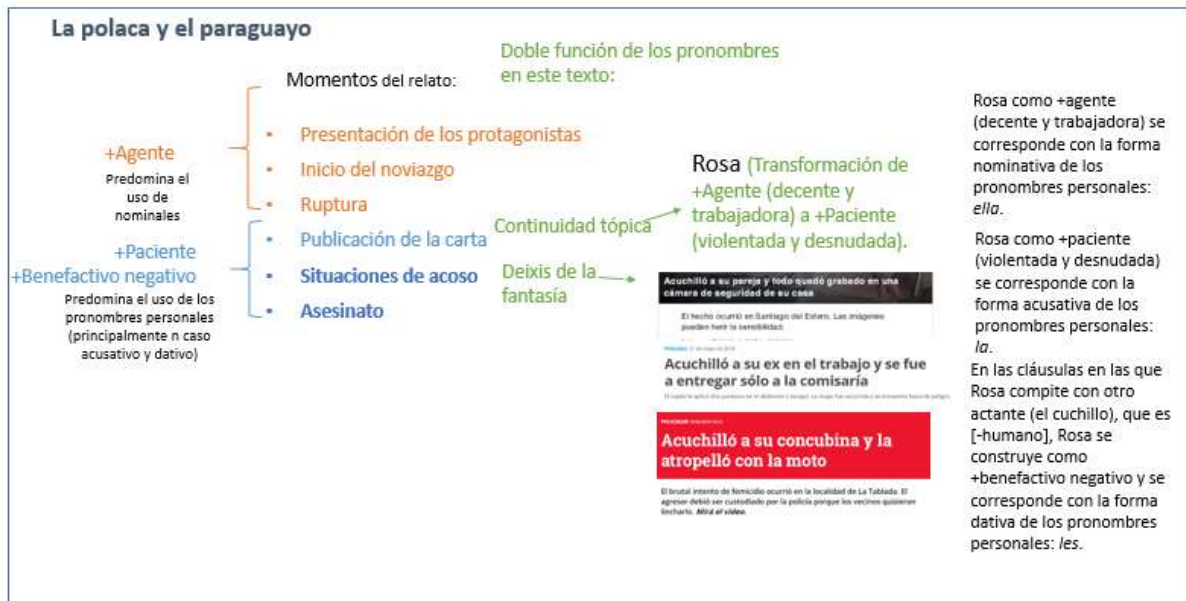 La polaca y el paraguayo
Doble función de los pronombres
en este texto:
Momentos del relato:
• Presentación de los protagonistas
• Inicio del noviazgo
• Ruptura
• Publicación de la carta
• Situaciones de acoso
• Asesinato
+Agente
Predomina el
uso de
nominales
+Paciente
+Benefactivo negativo
Predomina el uso de los
pronombres personales
(principalmente n caso
acusativo y dativo)
Continuidad tópica
Deixis de la
fantasía
Rosa (Transformación de
+Agente (decente y
trabajadora) a +Paciente
(violentada y desnudada).
Acuchilló a su pareja y todo quedó grabado en una
cámara de seguridad de su casa
El hecho ocurrió en Santiago del Estero. Las imágenes
pueden herir la sensibilidad.
Acuchilló a su ex en el trabajo y se fue
a entregar sólo a la comisaría
Acuchilló a su concubina y la
atropelló con la moto
El brutal intento de femicidio ocurrió en la localidad de La Tablada. El
agresor debió ser custodiado por la policía porque los vecinos quisieron
lincharlo. Mirá el video.
Rosa como +agente
(decente y trabajadora) se
corresponde con la forma
nominativa de los
pronombres personales:
ella.
Rosa como +paciente
(violentada y desnudada)
se corresponde con la
forma acusativa de los
pronombres personales:
la.
En las cláusulas en las que
Rosa compite con otro
actante (el cuchillo), que es
[-humano], Rosa se
construye como
+benefactivo negativo y se
corresponde con la forma
dativa de los pronombres
personales: les.